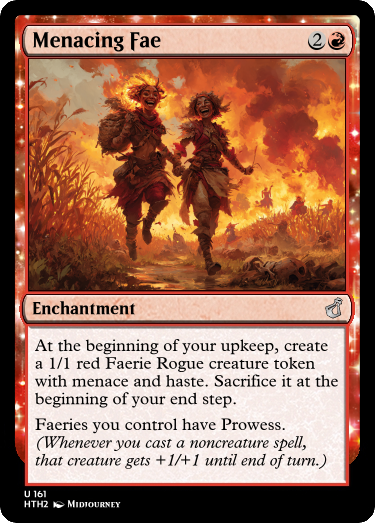 Menacing Fae 2
Enchantment
At the beginning of your upkeep, create
a 1/1 red Faerie Rogue creature token
with menace and haste. Sacrifice it at the
beginning of your end step.
Faeries you control have Prowess.
(Whenever you cast a noncreature spell,
that creature gets +1/+1 until end of turn.)
U 161
HTH2 Midjourney